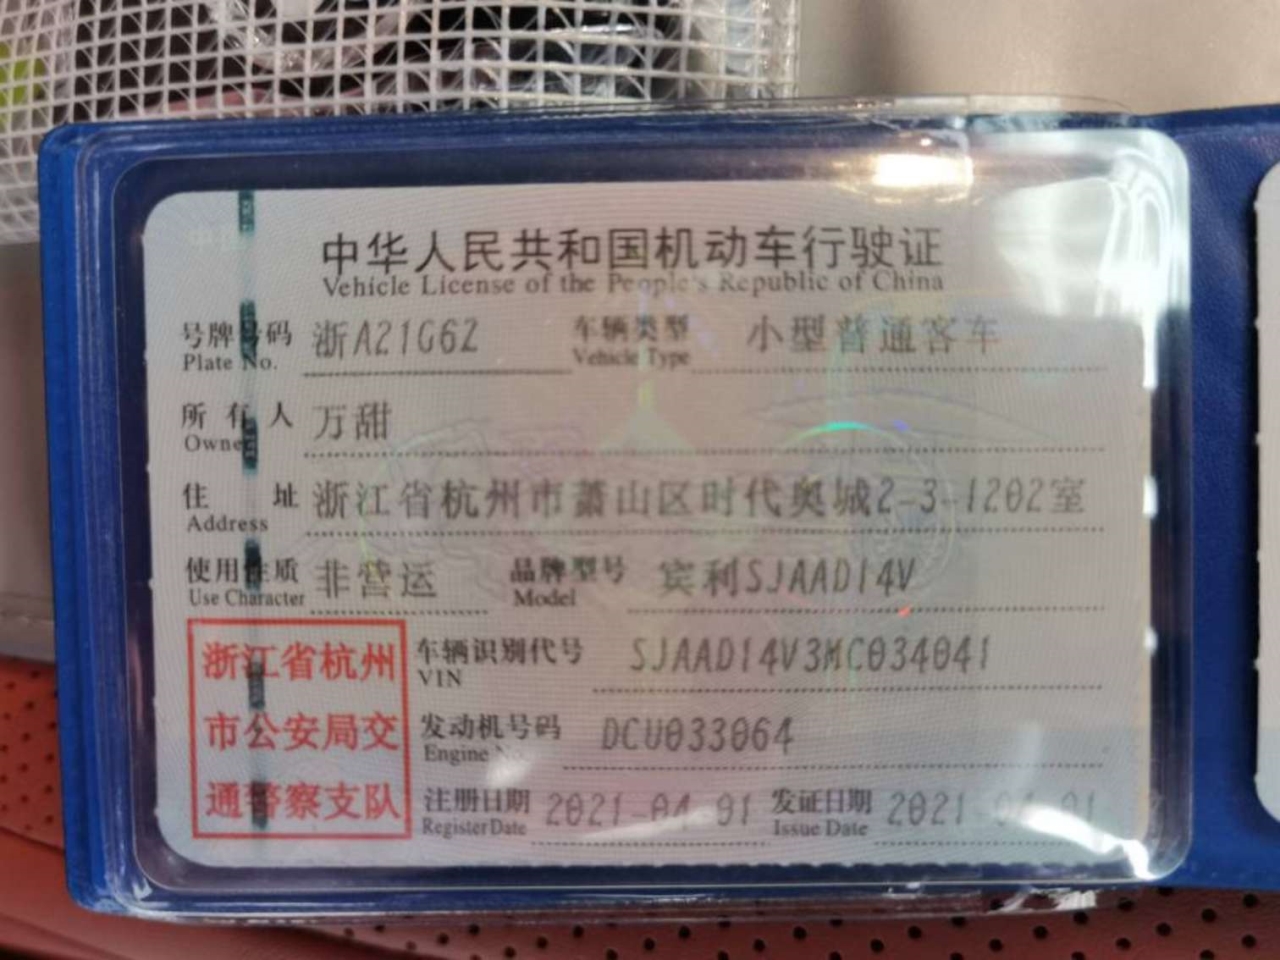 中华人民共和国机动车行驶证
Vehicle License of the People's Republic of China
号牌号码 浙A21G6Z 车辆类型 小型普通客车
Plate No. Vehicle Type
所有人 万甜
Owner
住址 浙江省杭州市萧山区时代奥城2-3-1202室
Address
使用性质 非营运 品牌型号 宾利SJAAD14V
Use Character Model
浙江省杭州
市公安局交
通警察支队
车辆识别代号 SJAAD14V3MC034041
VIN
发动机号码 DCU033064
Engine No.
注册日期 2021-04-01 发证日期 2021-04-01
Register Date Issue Date